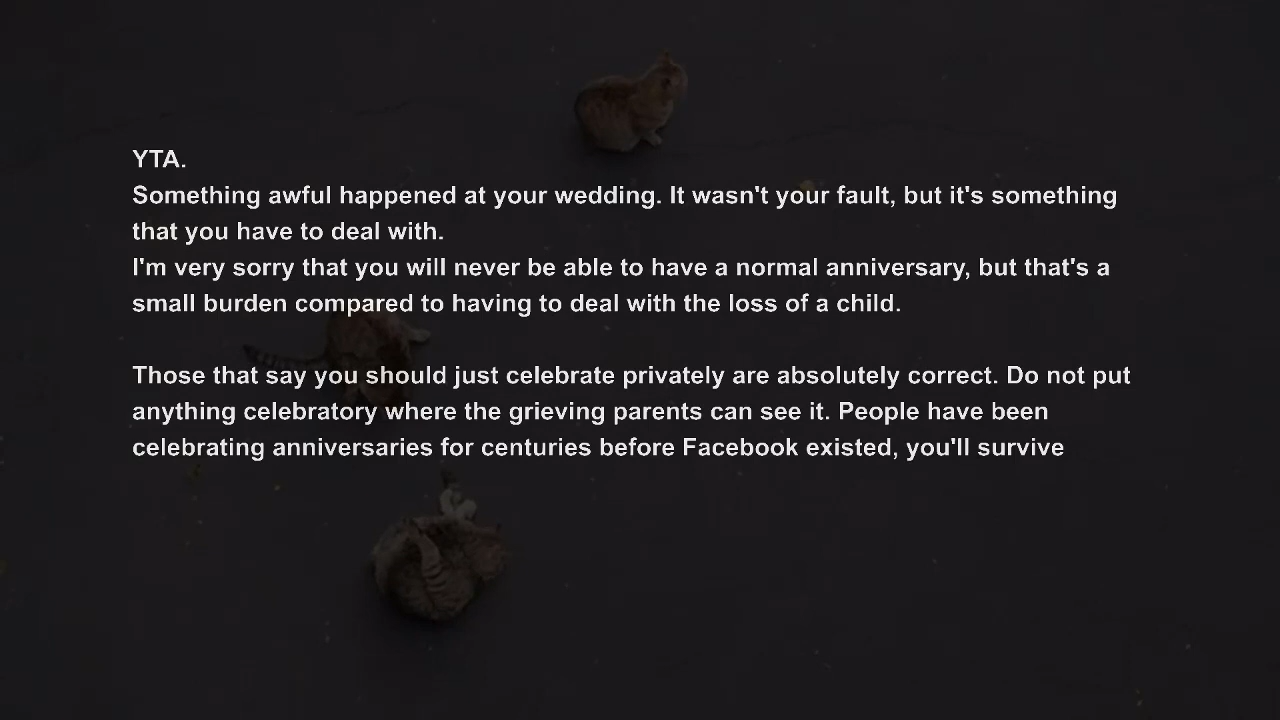 YTA.
Something awful happened at your wedding. It wasn't your fault, but it's something
that you have to deal with.
I'm very sorry that you will never be able to have a normal anniversary, but that's a
small burden compared to having to deal with the loss of a child.
Those that say you should just celebrate privately are absolutely correct. Do not put
anything celebratory where the grieving parents can see it. People have been
celebrating anniversaries for centuries before Facebook existed, you'll survive